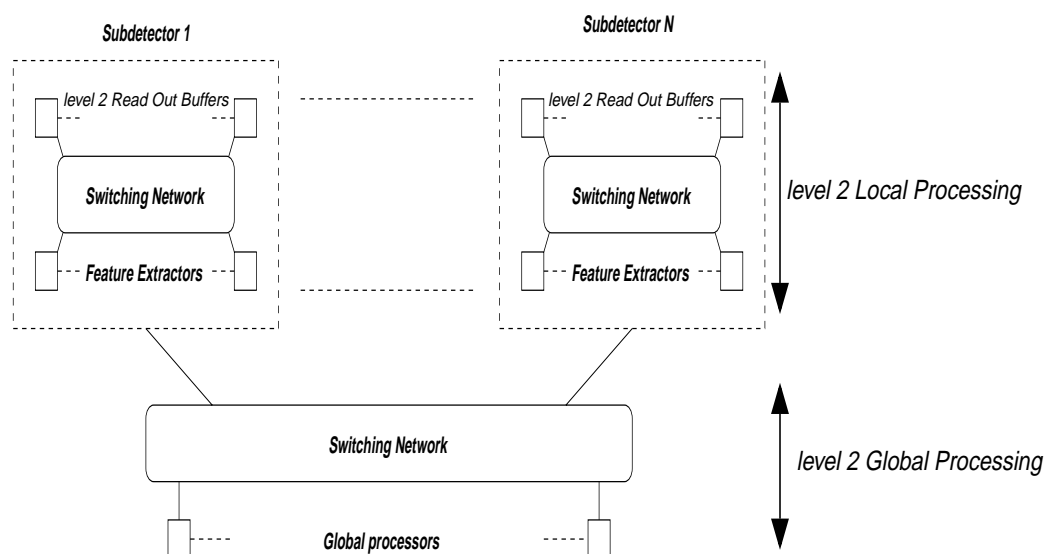 Subdetector 1
Subdetector N
level 2 Read Out Buffers
level 2 Read Out Buffers
Switching Network
Switching Network
level 2 Local Processing
Feature Extractors
Feature Extractors
Switching Network
level 2 Global Processing
Global processors